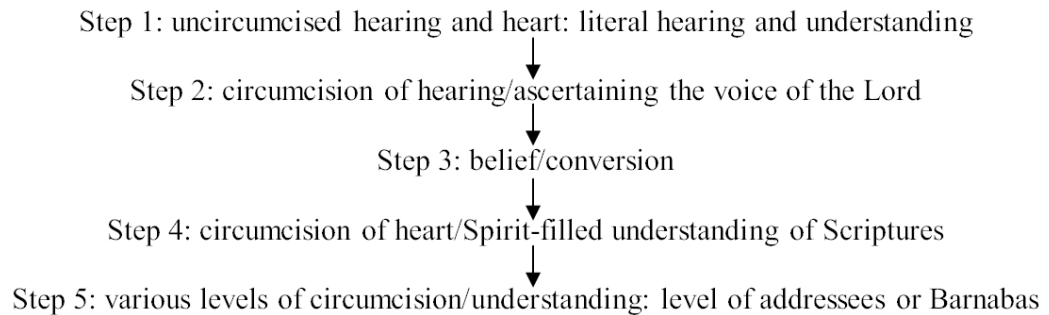 Step 1: uncircumcised hearing and heart: literal hearing and understanding
Step 2: circumcision of hearing/ascertaining the voice of the Lord
Step 3: belief/conversion
Step 4: circumcision of heart/Spirit-filled understanding of Scriptures
Step 5: various levels of circumcision/understanding: level of addressees or Barnabas